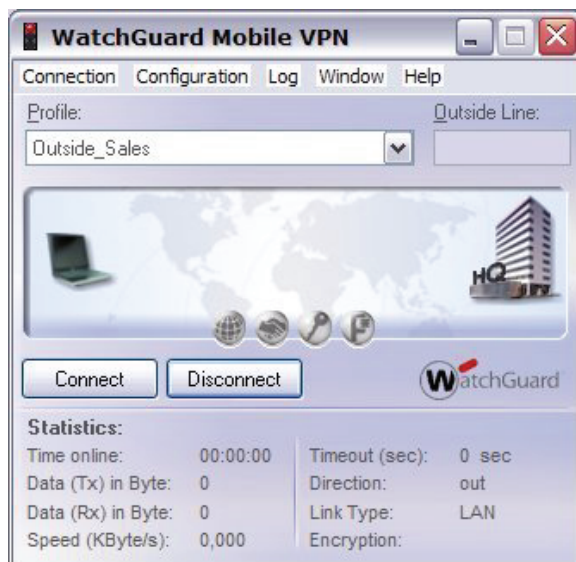 WatchGuard Mobile VPN
Connection Configuration Log Window Help
Profile: Outside Line:
Outside_Sales
HQ
Connect Disconnect WatchGuard
Statistics:
Time online: 00:00:00 Timeout (sec): 0 sec
Data (Tx) in Byte: 0 Direction: out
Data (Rx) in Byte: 0 Link Type: LAN
Speed (KByte/s): 0,000 Encryption: